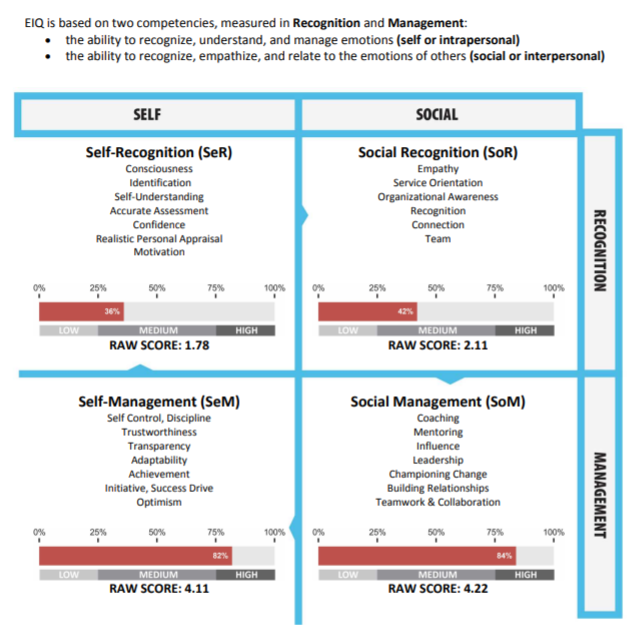 EIQ is based on two competencies, measured in Recognition and Management:
• the ability to recognize, understand, and manage emotions (self or intrapersonal)
• the ability to recognize, empathize, and relate to the emotions of others (social or interpersonal)
SELF
SOCIAL
Self-Recognition (SeR)
Consciousness
Identification
Self-Understanding
Accurate Assessment
Confidence
Realistic Personal Appraisal
Motivation
0% 25% 50% 75% 100%
36%
LOW MEDIUM HIGH
RAW SCORE: 1.78
Social Recognition (SoR)
Empathy
Service Orientation
Organizational Awareness
Recognition
Connection
Team
0% 25% 50% 75% 100%
42%
LOW MEDIUM HIGH
RAW SCORE: 2.11
RECOGNITION
Self-Management (SeM)
Self Control, Discipline
Trustworthiness
Transparency
Adaptability
Achievement
Initiative, Success Drive
Optimism
0% 25% 50% 75% 100%
82%
LOW MEDIUM HIGH
RAW SCORE: 4.11
Social Management (SoM)
Coaching
Mentoring
Influence
Leadership
Championing Change
Building Relationships
Teamwork & Collaboration
0% 25% 50% 75% 100%
84%
LOW MEDIUM HIGH
RAW SCORE: 4.22
MANAGEMENT